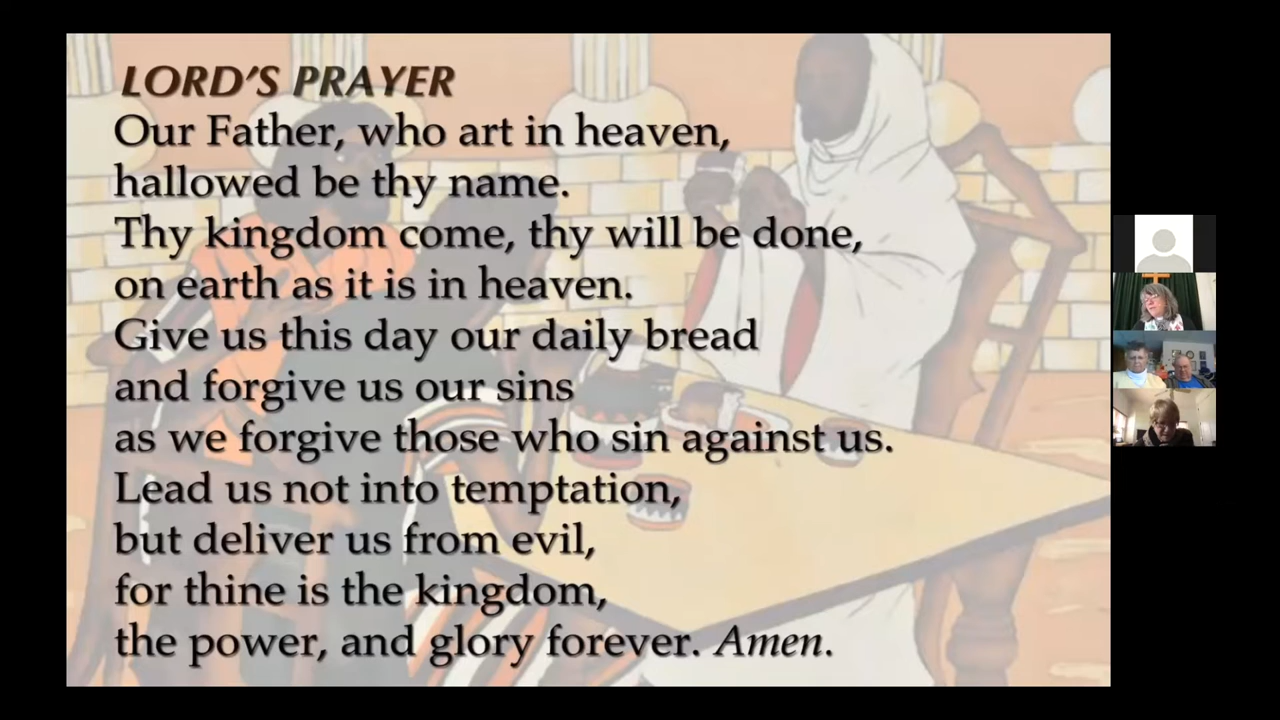 LORD’S PRAYER
Our Father, who art in heaven,
hallowed be thy name.
Thy kingdom come, thy will be done,
on earth as it is in heaven.
Give us this day our daily bread
and forgive us our sins
as we forgive those who sin against us.
Lead us not into temptation,
but deliver us from evil,
for thine is the kingdom,
the power, and glory forever. Amen.